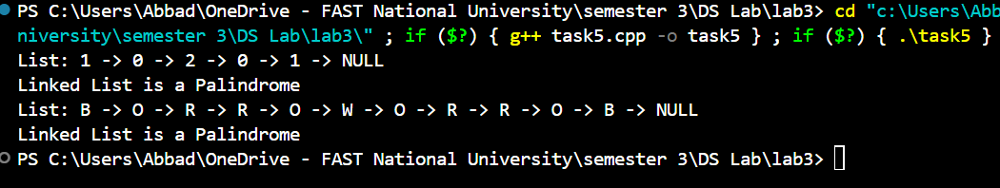 PS C:\Users\Abbad\OneDrive - FAST National University\semester 3\DS Lab\lab3> cd "c:\Users\Abb
niversity\semester 3\DS Lab\lab3\" ; if ($?) { g++ task5.cpp -o task5 } ; if ($?) { .\task5 }
List: 1 -> 0 -> 2 -> 0 -> 1 -> NULL
Linked List is a Palindrome
List: B -> O -> R -> R -> O -> W -> O -> R -> R -> O -> B -> NULL
Linked List is a Palindrome
PS C:\Users\Abbad\OneDrive - FAST National University\semester 3\DS Lab\lab3>